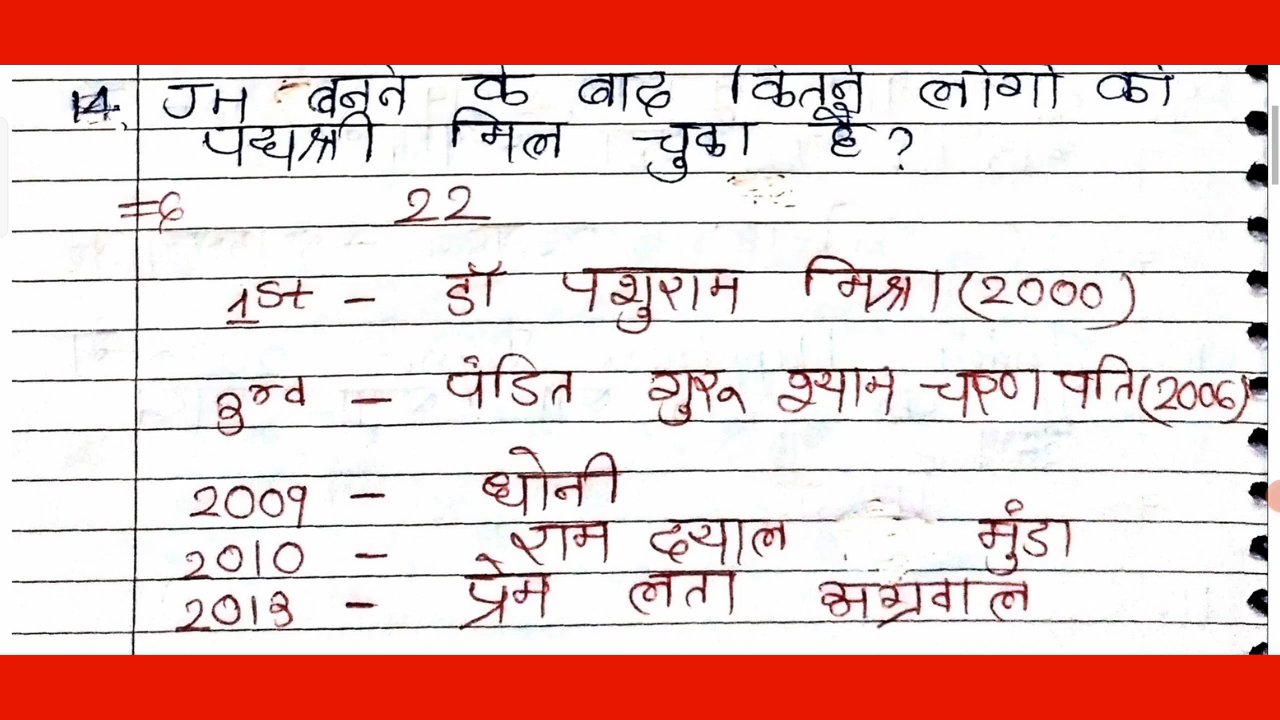 14. JH बनने के बाद कितने लोगो को
पद्मश्री मिल चुका है ?
=6 22
1st - डॉ पशुराम मिश्रा (2000)
3rd - पंडित गुरू श्याम चरण पति (2006)
2009 - धोनी
2010 - राम दयाल मुंडा
2013 - प्रेम लता अग्रवाल